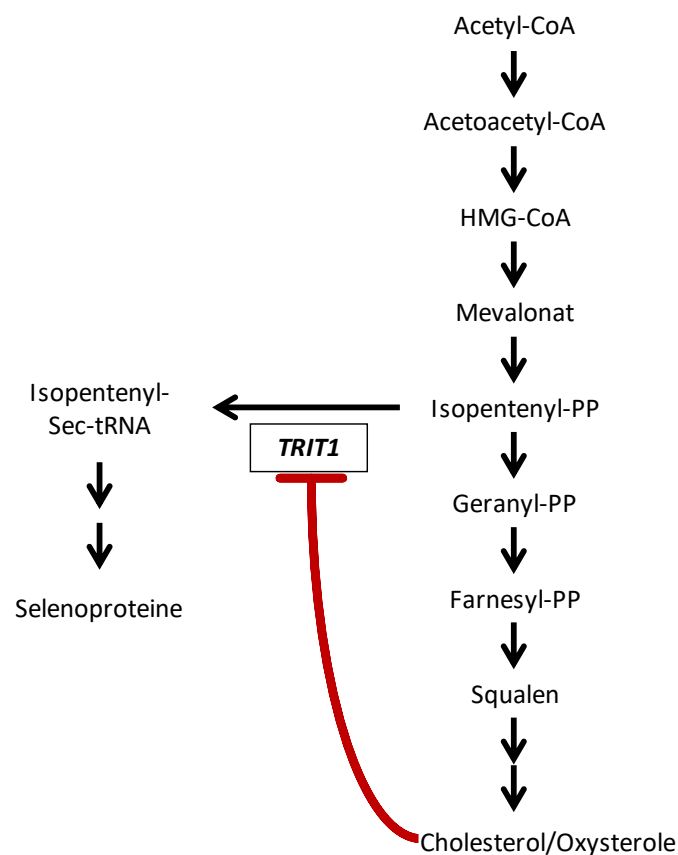 Acetyl-CoA
Acetoacetyl-CoA
HMG-CoA
Mevalonat
Isopentenyl-
Sec-tRNA
Isopentenyl-PP
TRIT1
Geranyl-PP
Selenoproteine
Farnesyl-PP
Squalen
Cholesterol/Oxysterole